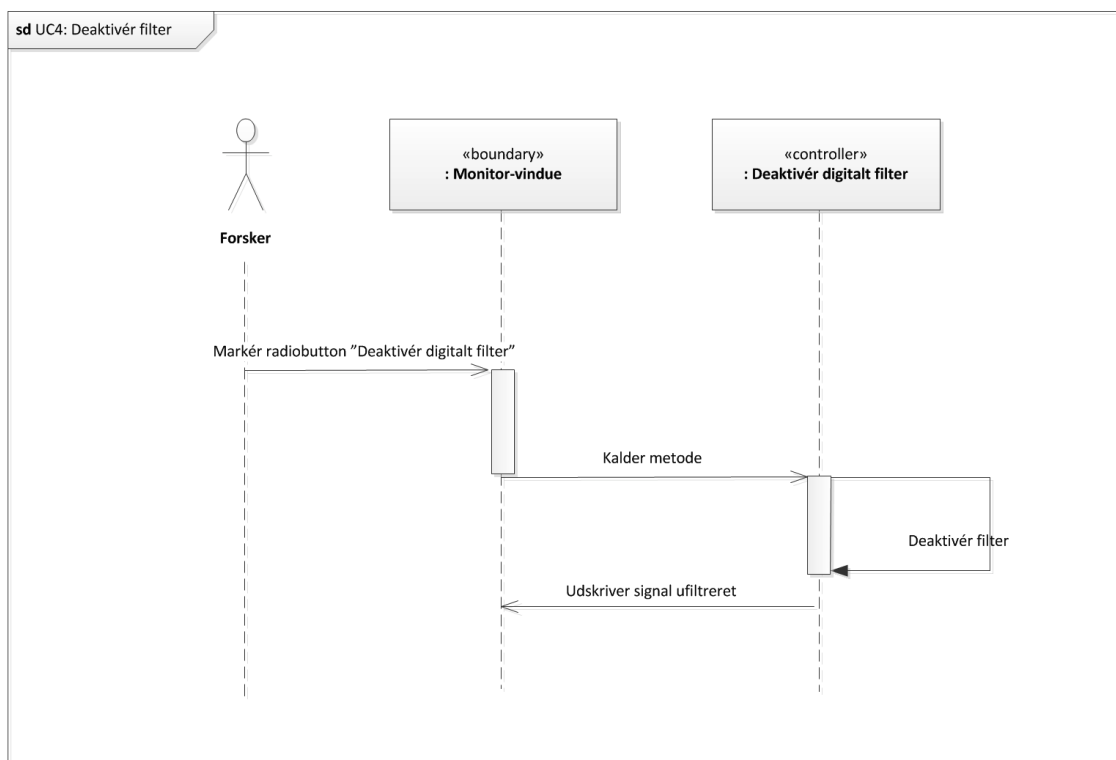 sd UC4: Deaktivér filter
«boundary»
: Monitor-vindue
«controller»
: Deaktivér digitalt filter
Forsker
Markér radiobutton ”Deaktivér digitalt filter”
Kalder metode
Deaktivér filter
Udskriver signal ufiltreret